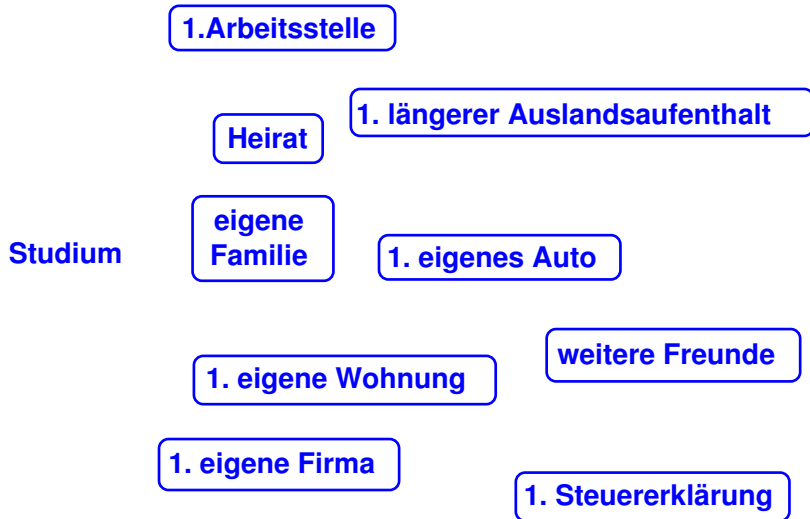 1.Arbeitsstelle
1. längerer Auslandsaufenthalt
Heirat
eigene
Familie
Studium
1. eigenes Auto
weitere Freunde
1. eigene Wohnung
1. eigene Firma
1. Steuererklärung